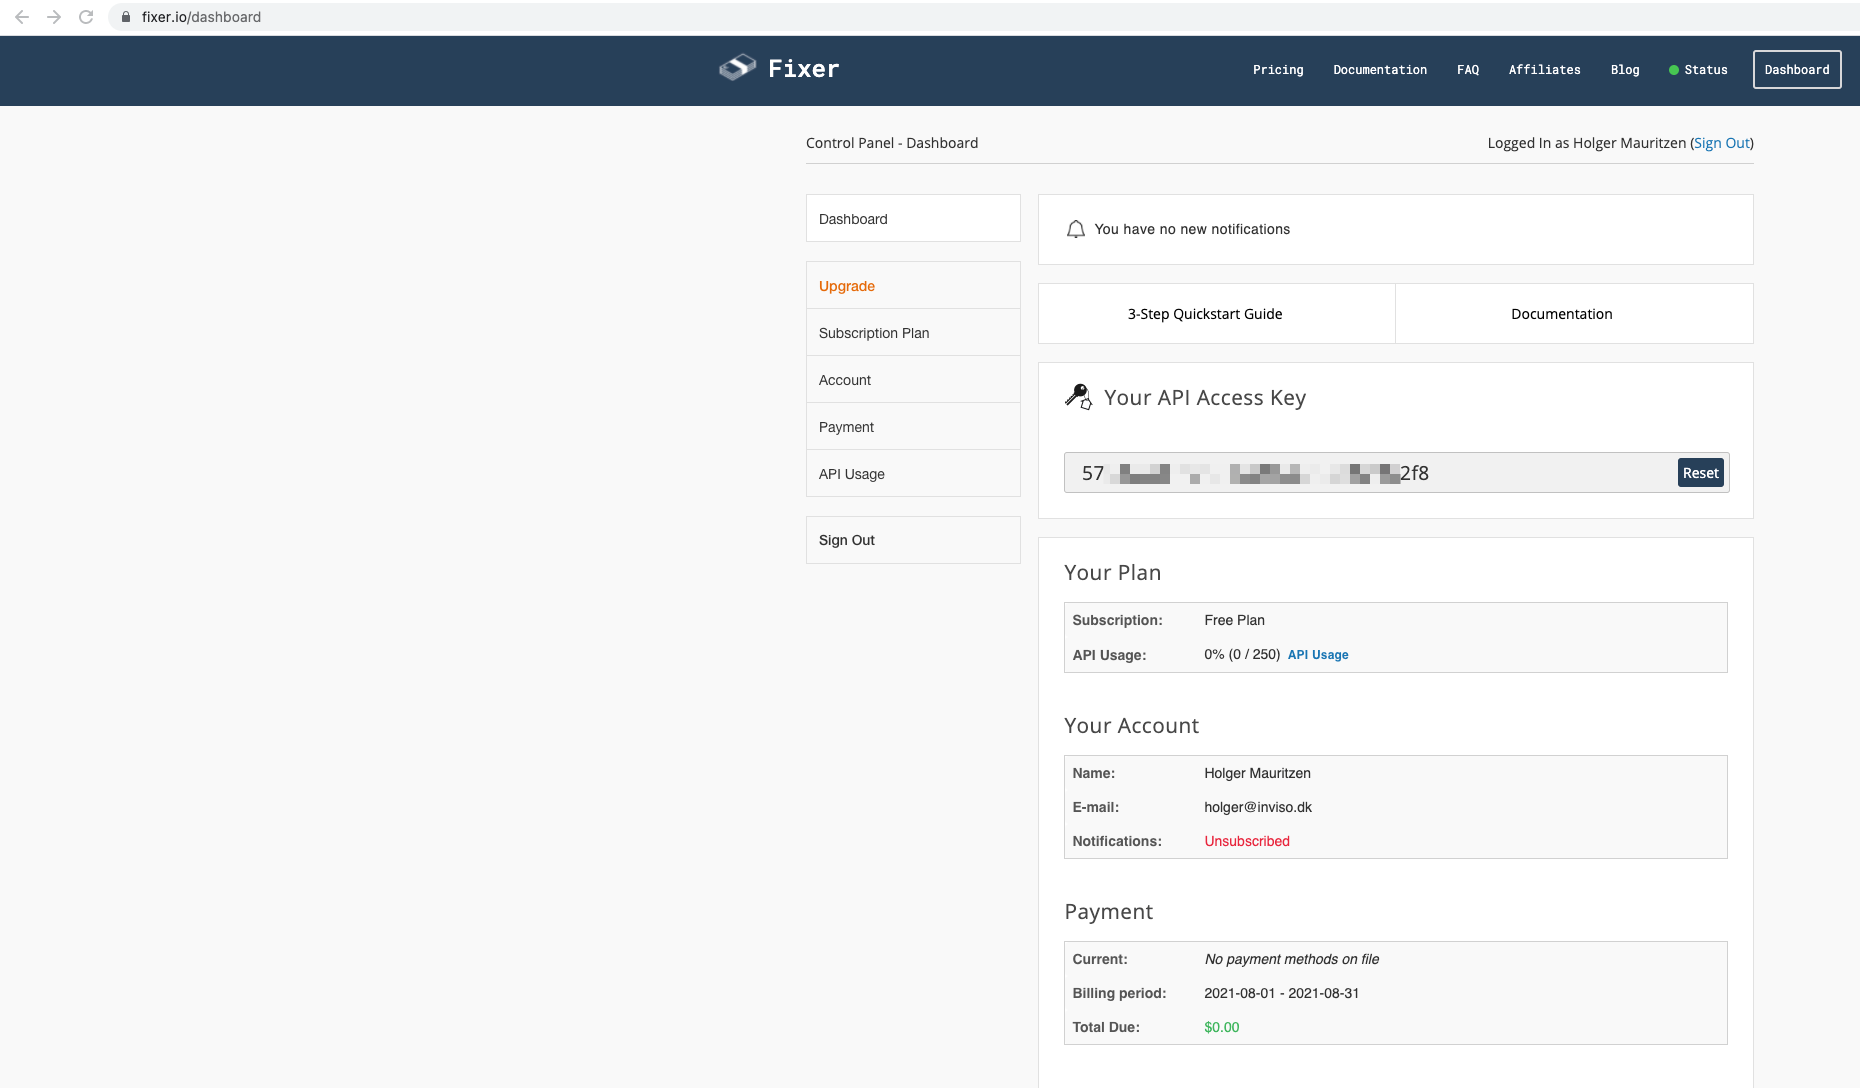 fixer.io/dashboard
Fixer
Pricing Documentation FAQ Affiliates Blog Status Dashboard
Control Panel - Dashboard
Logged In as Holger Mauritzen (Sign Out)
Dashboard
Upgrade
Subscription Plan
Account
Payment
API Usage
Sign Out
You have no new notifications
3-Step Quickstart Guide
Documentation
Your API Access Key
57 2f8
Reset
Your Plan
Subscription: Free Plan
API Usage: 0% (0 / 250) API Usage
Your Account
Name: Holger Mauritzen
E-mail: holger@inviso.dk
Notifications: Unsubscribed
Payment
Current: No payment methods on file
Billing period: 2021-08-01 - 2021-08-31
Total Due: $0.00